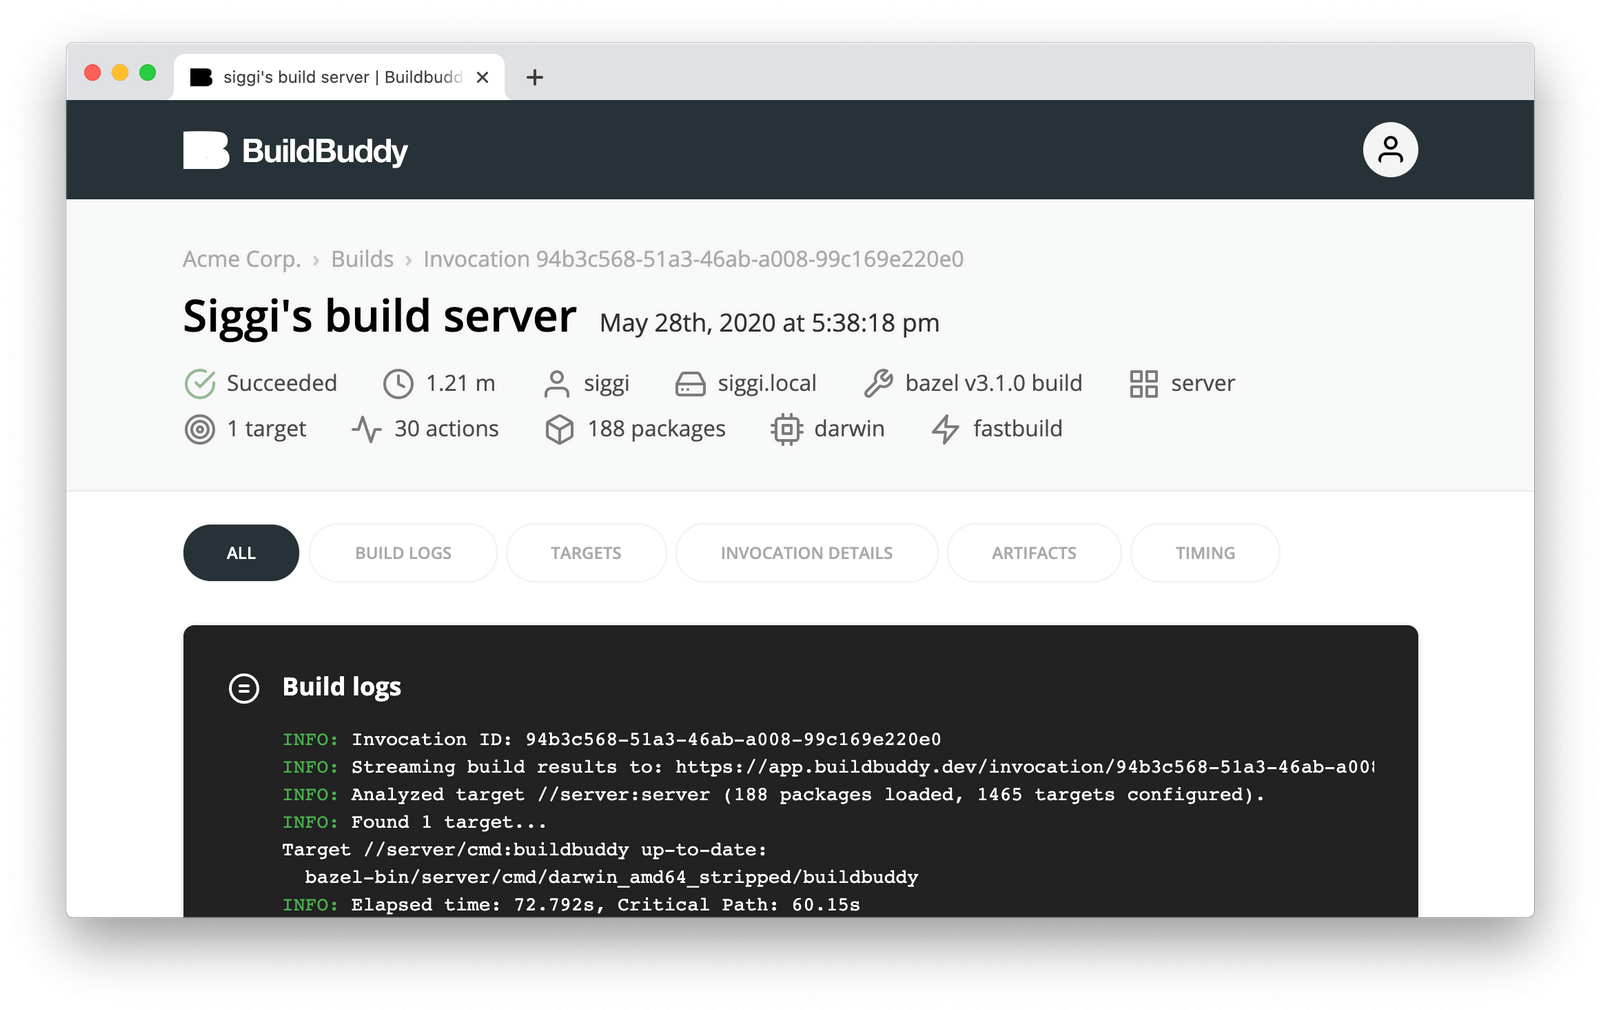 siggi's build server | Buildbudd
BuildBuddy
Acme Corp. › Builds › Invocation 94b3c568-51a3-46ab-a008-99c169e220e0
Siggi's build server May 28th, 2020 at 5:38:18 pm
Succeeded 1.21 m siggi siggi.local bazel v3.1.0 build server
1 target 30 actions 188 packages darwin fastbuild
ALL BUILD LOGS TARGETS INVOCATION DETAILS ARTIFACTS TIMING
Build logs
INFO: Invocation ID: 94b3c568-51a3-46ab-a008-99c169e220e0
INFO: Streaming build results to: https://app.buildbuddy.dev/invocation/94b3c568-51a3-46ab-a00
INFO: Analyzed target //server:server (188 packages loaded, 1465 targets configured).
INFO: Found 1 target...
Target //server/cmd:buildbuddy up-to-date:
bazel-bin/server/cmd/darwin_amd64_stripped/buildbuddy
INFO: Elapsed time: 72.792s, Critical Path: 60.15s